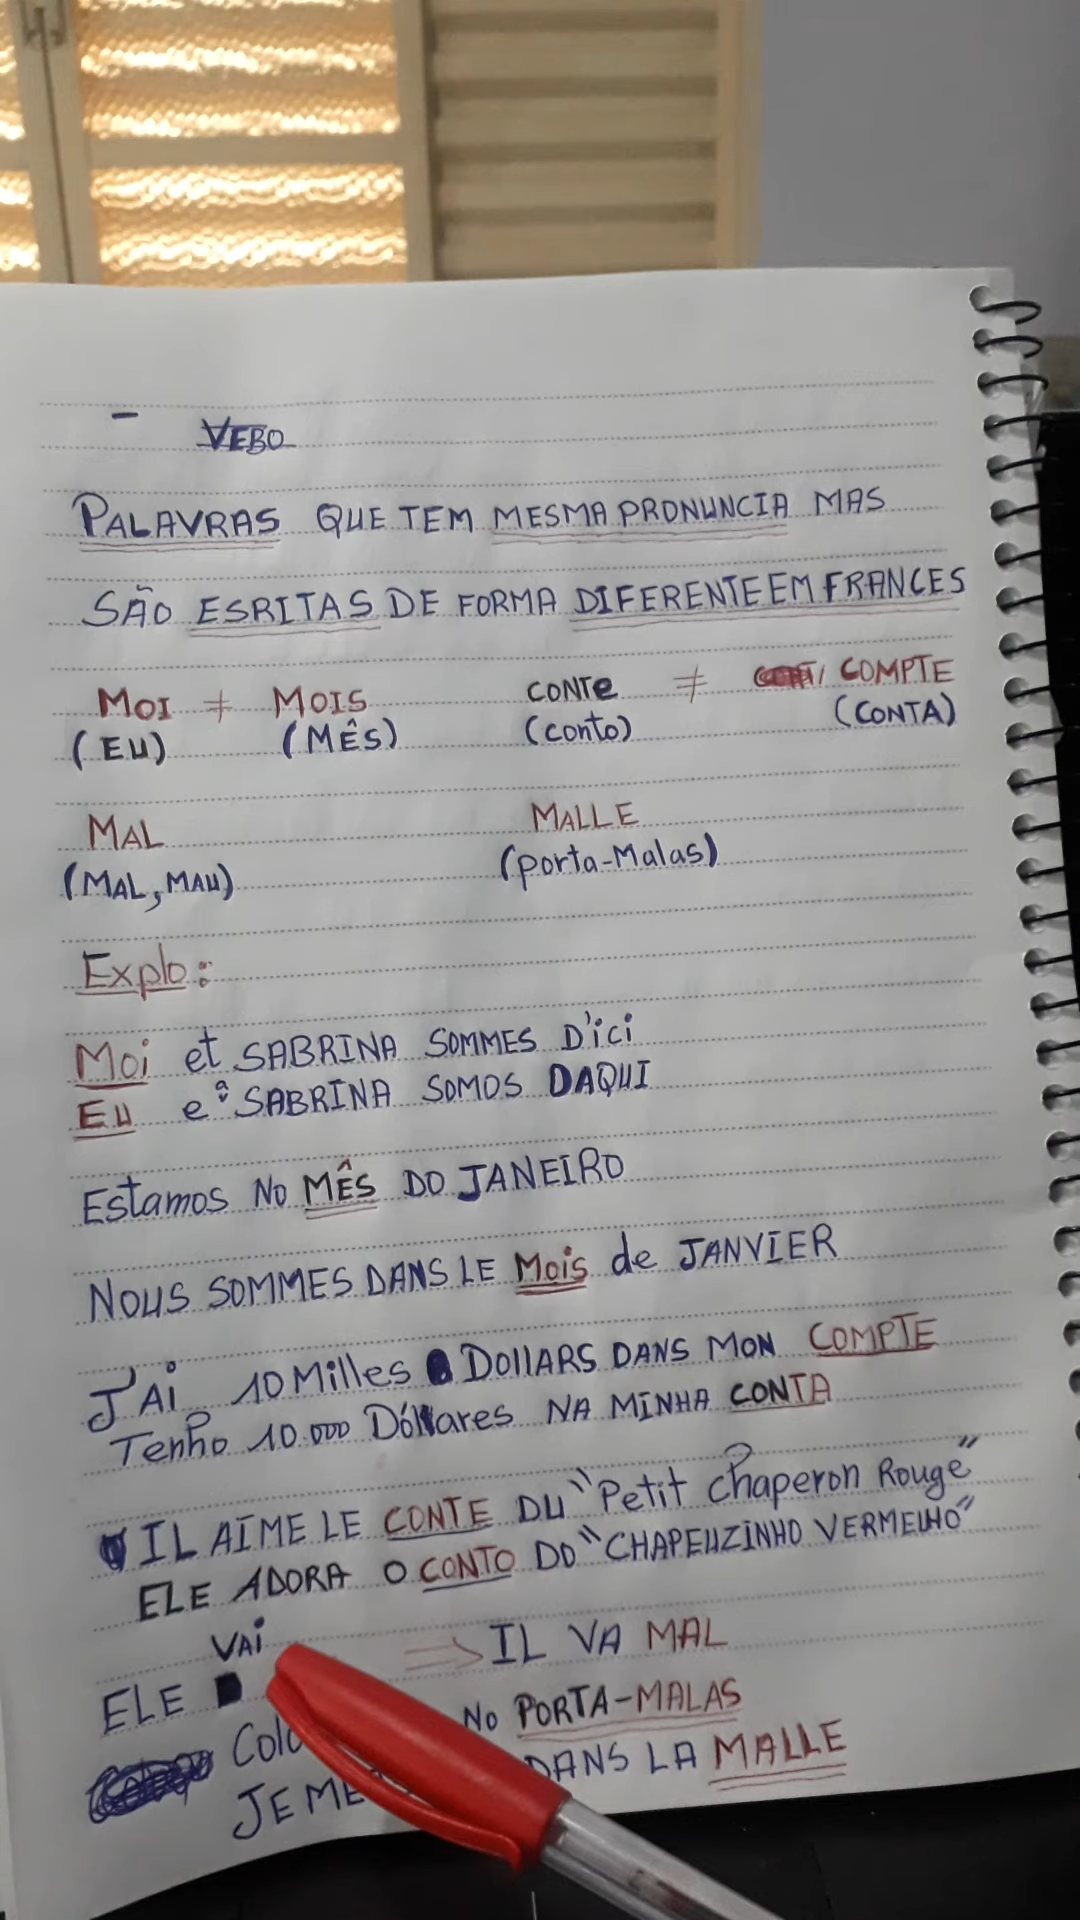 VEBO
PALAVRAS QUE TEM MESMA PRONUNCIA MAS
SÃO ESRITAS DE FORMA DIFERENTE EM FRANCES
MOI ≠ MOIS CONTe ≠ COMPTE
(EU) (MÊS) (conto) (CONTA)
MAL MALLE
(MAL, MAU) (porta-Malas)
Explo:
Moi et SABRINA SOMMES D'ici
EU e a SABRINA SOMOS DAQUI
Estamos NO MÊS DO JANEIRO
NOUS SOMMES DANS LE Mois de JANVIER
J'Ai 10 Milles DOllARS DANS MON COMPTE
Tenho 10.000 Dóllares NA MINHA CONTA
IL AIME LE CONTE DU "Petit chaperon Rouge"
ELE ADORA O CONTO DO "CHAPEUZINHO VERMELHO"
VAi
ELE ⇒ IL VA MAL
No PORTA-MALAS
JE DANS LA MALLE